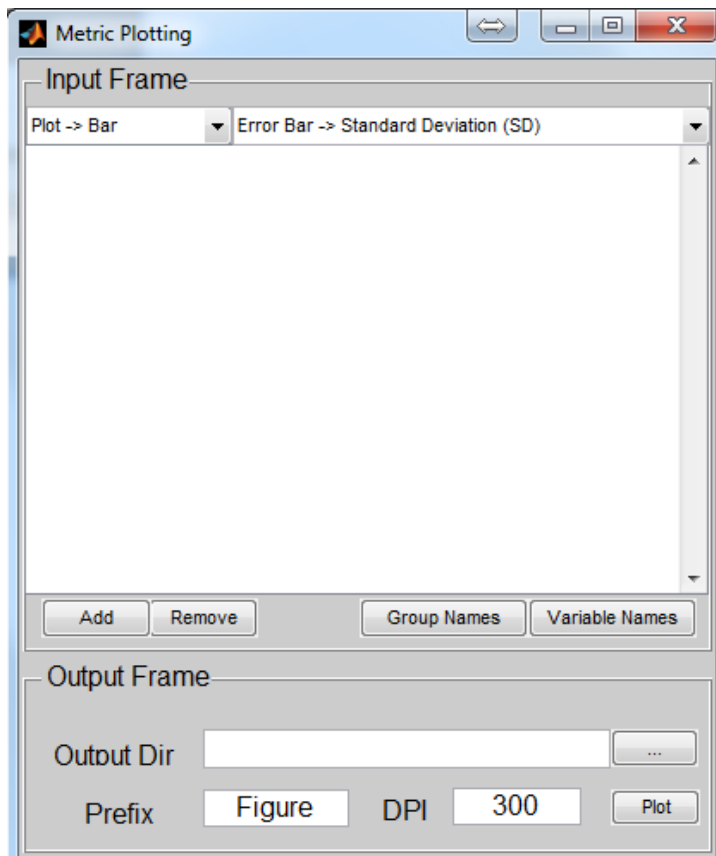 Metric Plotting
Input Frame
Plot -> Bar Error Bar -> Standard Deviation (SD)
Add Remove Group Names Variable Names
Output Frame
Output Dir ...
Prefix Figure DPI 300 Plot